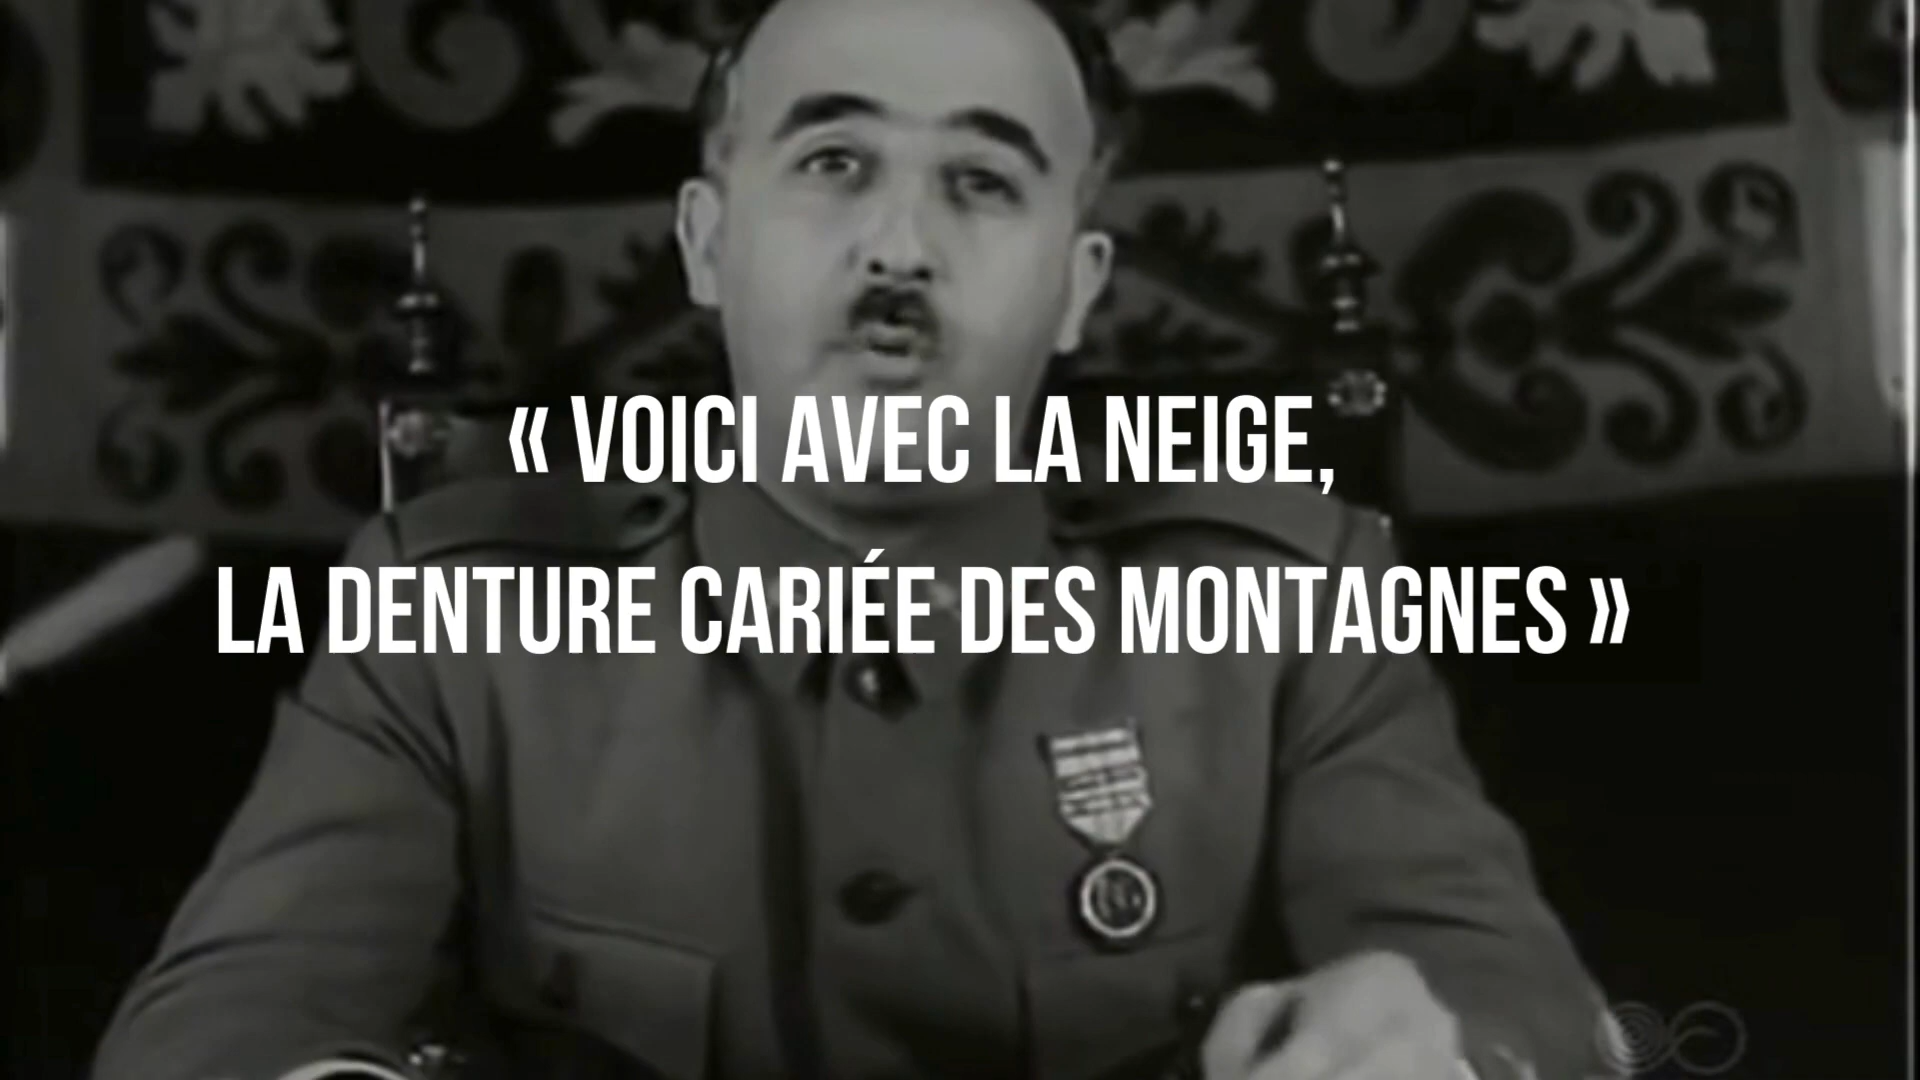 « VOICI AVEC LA NEIGE,
LA DENTURE CARIÉE DES MONTAGNES »